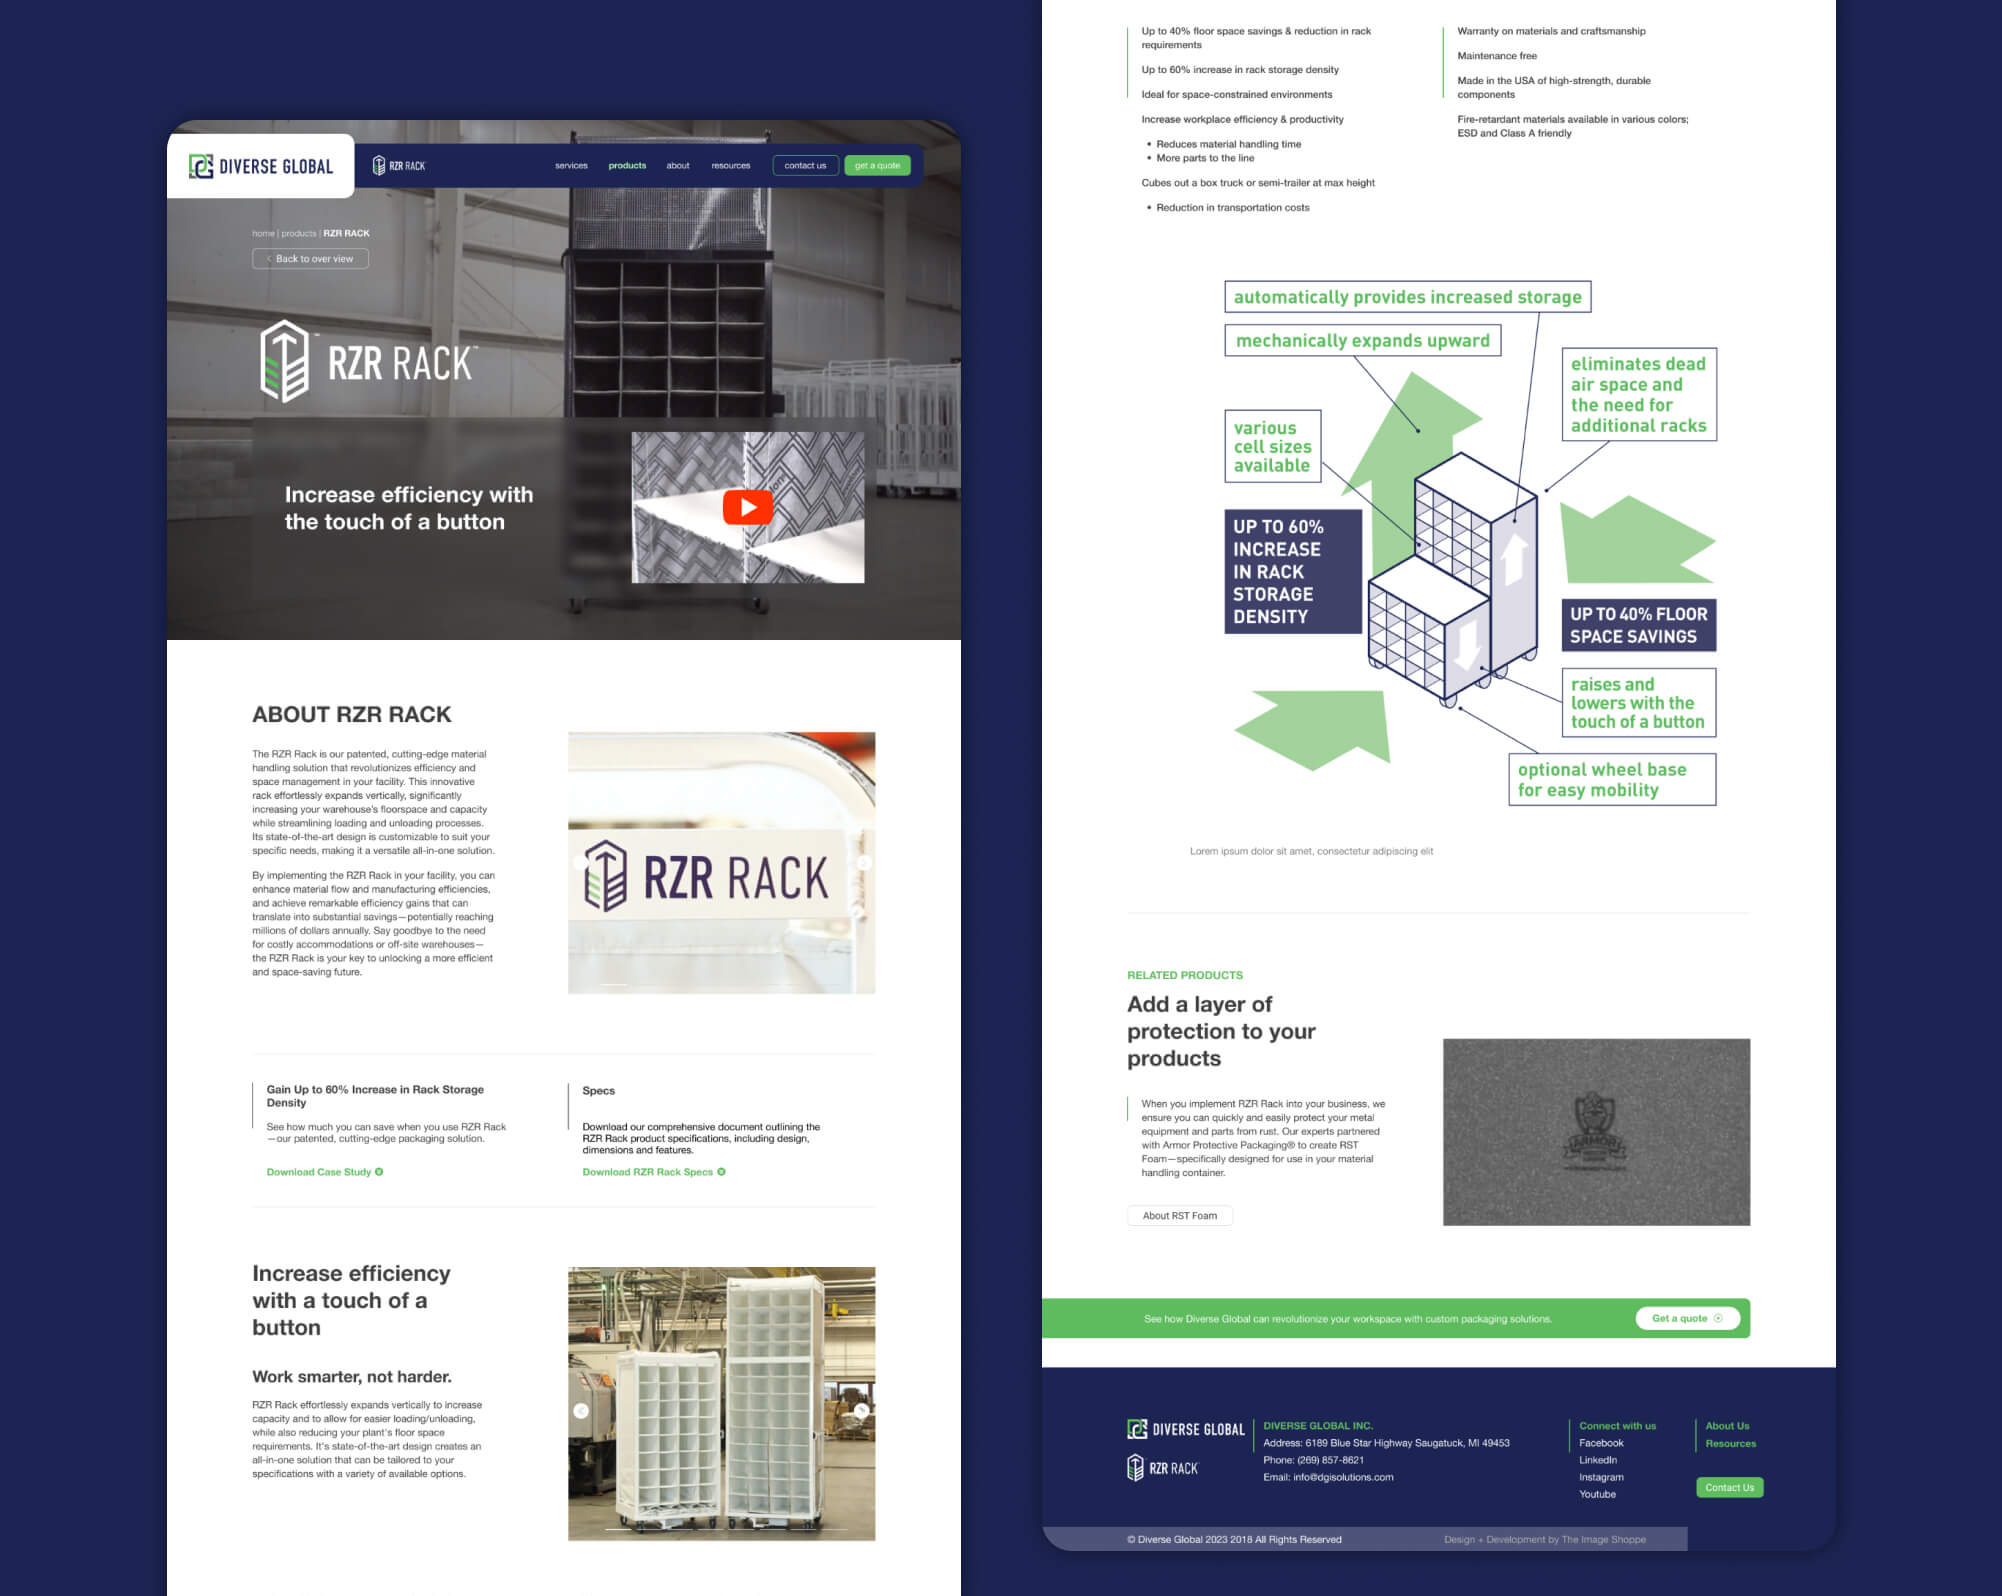 DIVERSE GLOBAL
RZR RACK
services
products
about
resources
contact us
get a quote
home | products | RZR RACK
Back to over view
RZR RACK™
Increase efficiency with
the touch of a button
ABOUT RZR RACK
The RZR Rack is our patented, cutting-edge material
handling solution that revolutionizes efficiency and
space management in your facility. This innovative
rack effortlessly expands vertically, significantly
increasing your warehouse's floorspace and capacity
while streamlining loading and unloading processes.
Its state-of-the-art design is customizable to suit your
specific needs, making it a versatile all-in-one solution.
By implementing the RZR Rack in your facility, you can
enhance material flow and manufacturing efficiencies,
and achieve remarkable efficiency gains that can
translate into substantial savings—potentially reaching
millions of dollars annually. Say goodbye to the need
for costly accommodations or off-site warehouses—
the RZR Rack is your key to unlocking a more efficient
and space-saving future.
RZR RACK
Gain Up to 60% Increase in Rack Storage
Density
See how much you can save when you use RZR Rack
—our patented, cutting-edge packaging solution.
Download Case Study
Specs
Download our comprehensive document outlining the
RZR Rack product specifications, including design,
dimensions and features.
Download RZR Rack Specs
Increase efficiency
with a touch of a
button
Work smarter, not harder.
RZR Rack effortlessly expands vertically to increase
capacity and to allow for easier loading/unloading,
while also reducing your plant's floor space
requirements. It's state-of-the-art design creates an
all-in-one solution that can be tailored to your
specifications with a variety of available options.
Up to 40% floor space savings & reduction in rack
requirements
Up to 60% increase in rack storage density
Ideal for space-constrained environments
Increase workplace efficiency & productivity
• Reduces material handling time
• More parts to the line
Cubes out a box truck or semi-trailer at max height
• Reduction in transportation costs
Warranty on materials and craftsmanship
Maintenance free
Made in the USA of high-strength, durable
components
Fire-retardant materials available in various colors;
ESD and Class A friendly
automatically provides increased storage
mechanically expands upward
eliminates dead
air space and
the need for
additional racks
various
cell sizes
available
UP TO 60%
INCREASE
IN RACK
STORAGE
DENSITY
UP TO 40% FLOOR
SPACE SAVINGS
raises and
lowers with the
touch of a button
optional wheel base
for easy mobility
Lorem ipsum dolor sit amet, consectetur adipiscing elit
RELATED PRODUCTS
Add a layer of
protection to your
products
When you implement RZR Rack into your business, we
ensure you can quickly and easily protect your metal
equipment and parts from rust. Our experts partnered
with Armor Protective Packaging® to create RST
Foam—specifically designed for use in your material
handling container.
About RST Foam
ARMOR
See how Diverse Global can revolutionize your workspace with custom packaging solutions.
Get a quote
DIVERSE GLOBAL
RZR RACK
DIVERSE GLOBAL INC.
Address: 6189 Blue Star Highway Saugatuck, MI 49453
Phone: (269) 857-8621
Email: info@dgisolutions.com
Connect with us
Facebook
LinkedIn
Instagram
Youtube
About Us
Resources
Contact Us
© Diverse Global 2023 2018 All Rights Reserved
Design + Development by The Image Shoppe